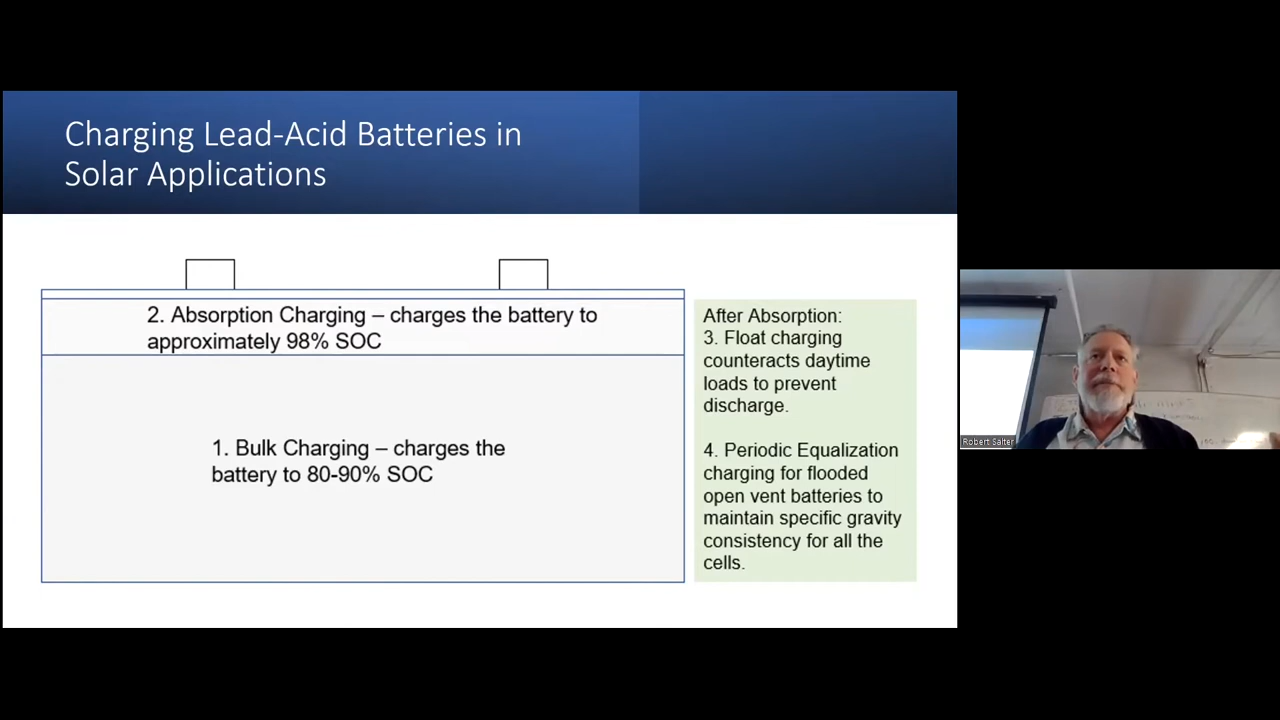 Charging Lead-Acid Batteries in
Solar Applications
2. Absorption Charging – charges the battery to
approximately 98% SOC
1. Bulk Charging – charges the
battery to 80-90% SOC
After Absorption:
3. Float charging
counteracts daytime
loads to prevent
discharge.
4. Periodic Equalization
charging for flooded
open vent batteries to
maintain specific gravity
consistency for all the
cells.
Robert Salter